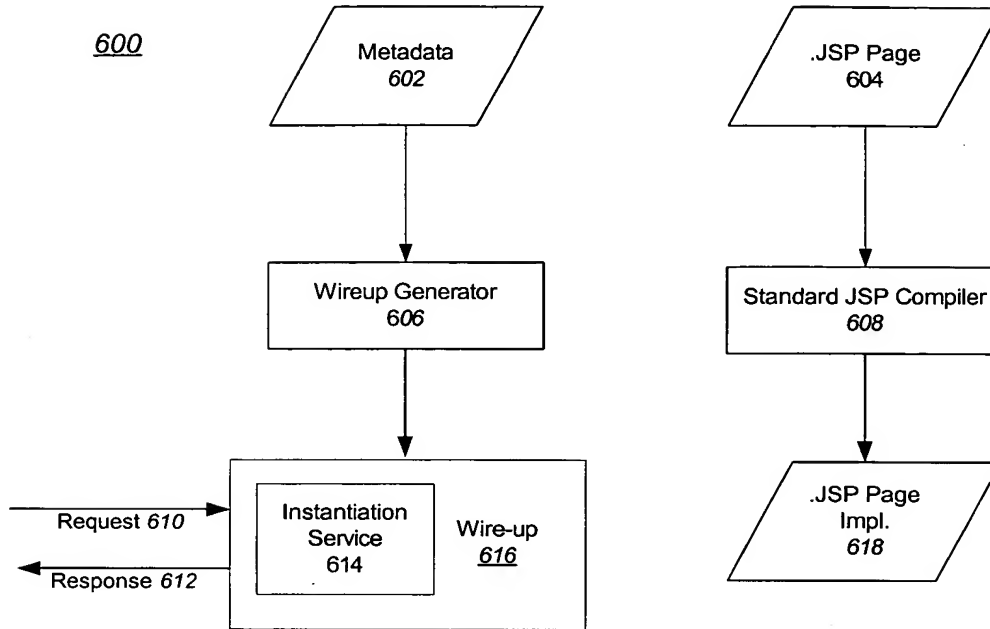 600
Metadata
602
.JSP Page
604
Wireup Generator
606
Standard JSP Compiler
608
Request 610
Response 612
Instantiation
Service
614
Wire-up
616
.JSP Page
Impl.
618